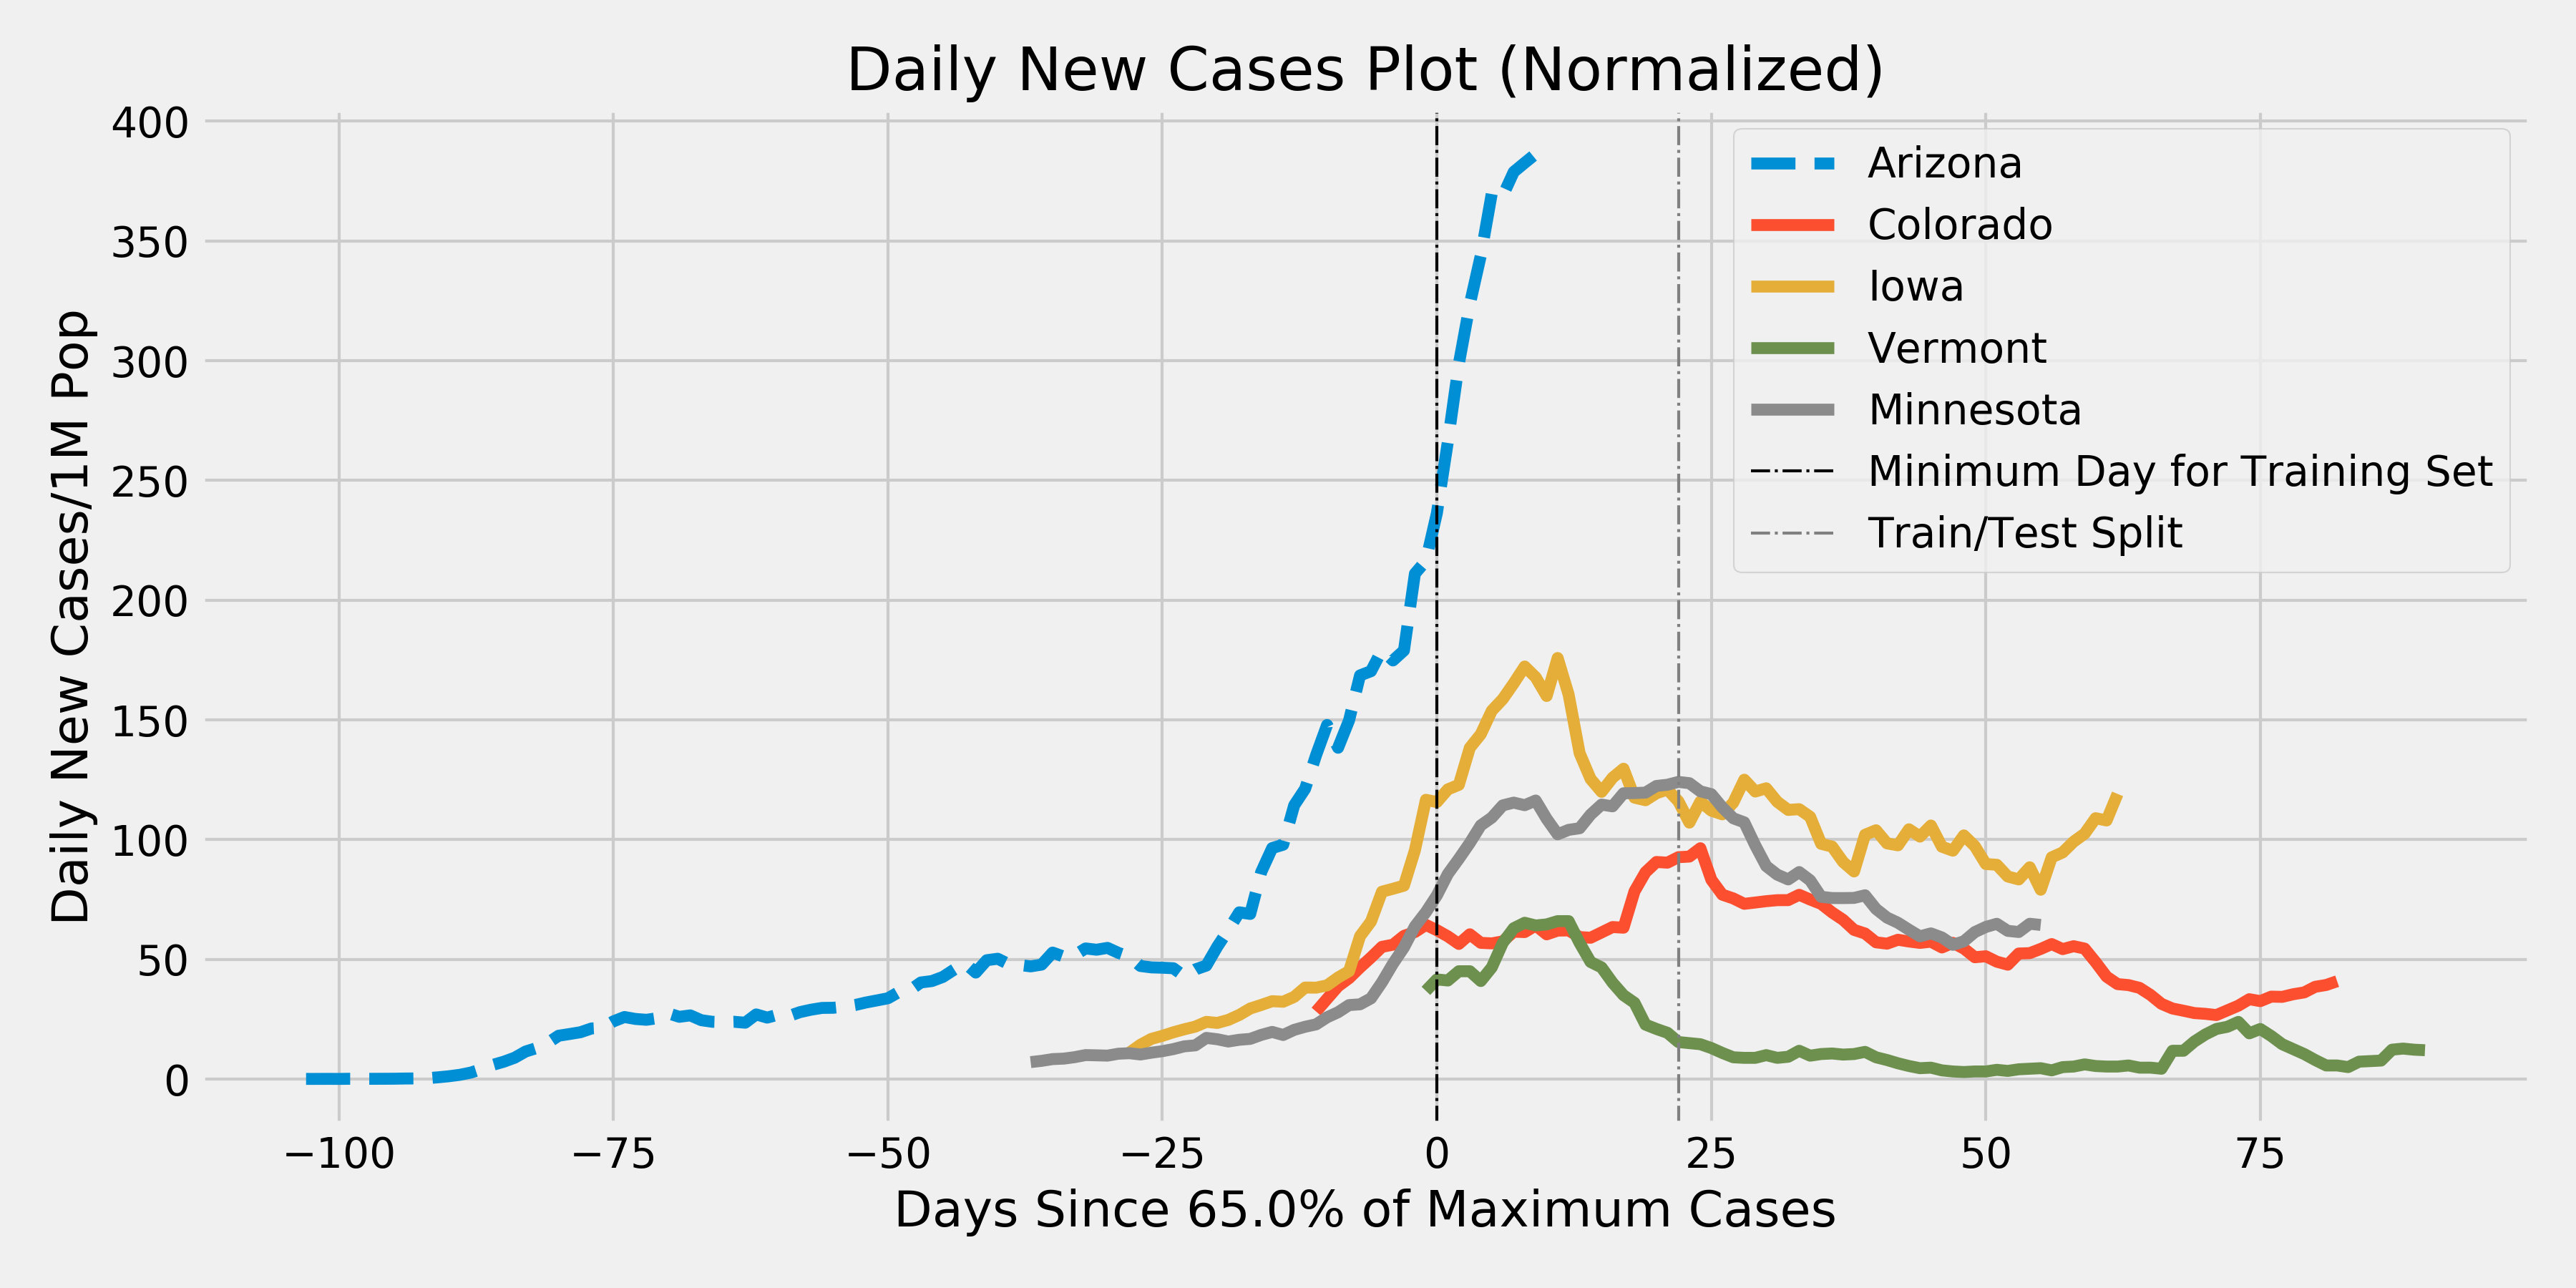 Daily New Cases Plot (Normalized)
Daily New Cases/1M Pop
400
350
300
250
200
150
100
50
0
Arizona
Colorado
Iowa
Vermont
Minnesota
Minimum Day for Training Set
Train/Test Split
−100 −75 −50 −25 0 25 50 75
Days Since 65.0% of Maximum Cases